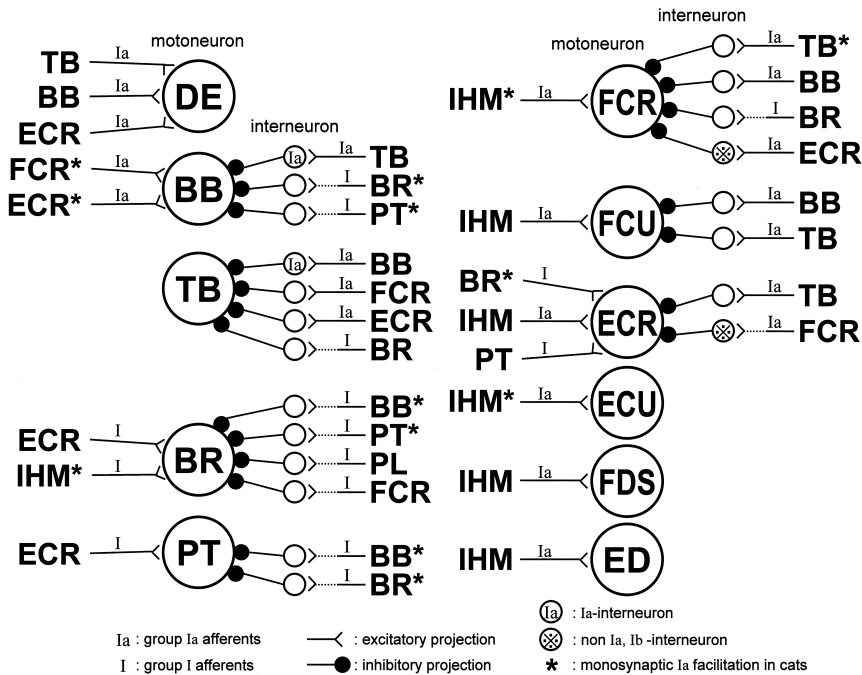 motoneuron
TB Ia
BB Ia
ECR Ia
DE
interneuron
FCR* Ia
ECR* Ia
BB
Ia Ia TB
I BR*
I PT*
TB
Ia Ia BB
Ia FCR
Ia ECR
I BR
ECR I
IHM* I
BR
I BB*
I PT*
I PL
I FCR
ECR I
PT
I BB*
I BR*
interneuron
motoneuron
IHM* Ia
FCR
Ia TB*
Ia BB
I BR
Ia ECR
IHM Ia
FCU
Ia BB
Ia TB
BR* I
IHM Ia
PT I
ECR
Ia TB
Ia FCR
IHM* Ia ECU
IHM Ia FDS
IHM Ia ED
Ia : group Ia afferents
I : group I afferents
: excitatory projection
: inhibitory projection
Ia : Ia-interneuron
: non Ia, Ib -interneuron
* : monosynaptic Ia facilitation in cats